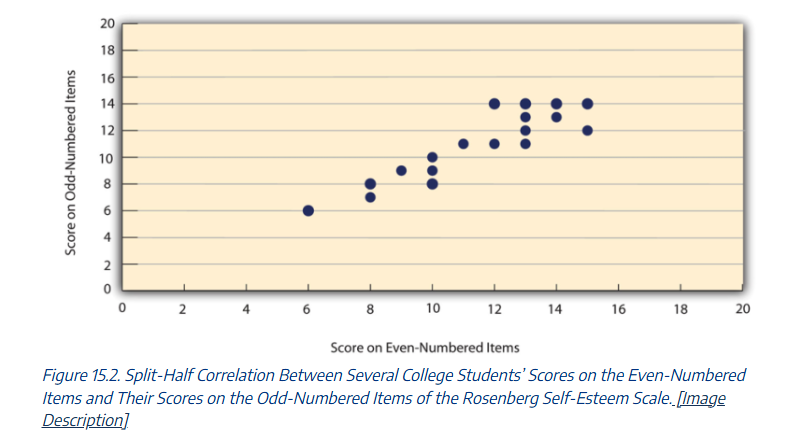 20
18
16
14
12
10
8
6
4
2
0
Score on Odd-Numbered Items
0 2 4 6 8 10 12 14 16 18 20
Score on Even-Numbered Items
Figure 15.2. Split-Half Correlation Between Several College Students’ Scores on the Even-Numbered
Items and Their Scores on the Odd-Numbered Items of the Rosenberg Self-Esteem Scale. [Image
Description]